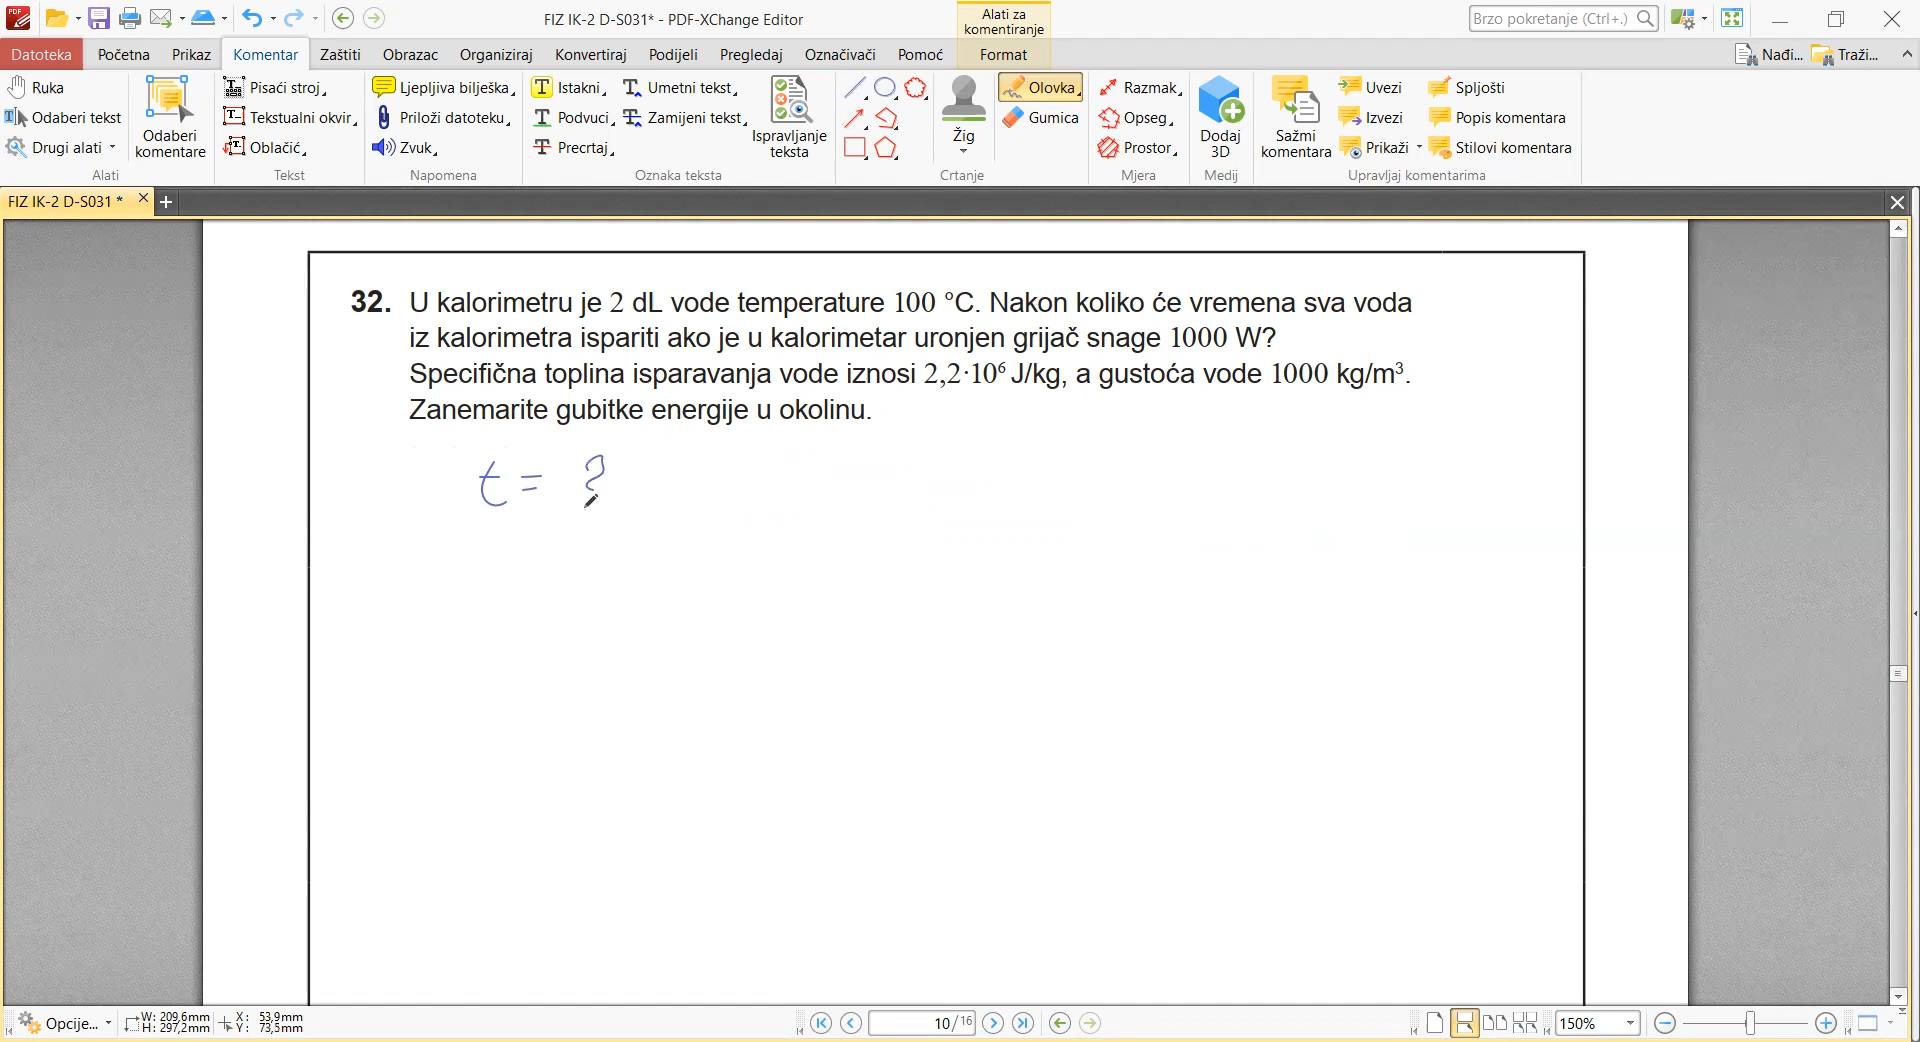 FIZ IK-2 D-S031* - PDF-XChange Editor
Alati za
komentiranje
Brzo pokretanje (Ctrl+.)
Datoteka Početna Prikaz Komentar Zaštiti Obrazac Organiziraj Konvertiraj Podijeli Pregledaj Označivači Pomoć Format Nađi... Traži...
Ruka
Odaberi tekst
Drugi alati
Odaberi
komentare
Alati
Pisaći stroj
Tekstualni okvir
Oblačić
Tekst
Ljepljiva bilješka
Priloži datoteku
Zvuk
Napomena
Istakni
Podvuci
Precrtaj
Umetni tekst
Zamijeni tekst
Ispravljanje
teksta
Oznaka teksta
Žig
Crtanje
Olovka
Gumica
Razmak
Opseg
Prostor
Mjera
Dodaj
3D
Medij
Sažmi
komentara
Uvezi
Izvezi
Prikaži
Spljošti
Popis komentara
Stilovi komentara
Upravljaj komentarima
FIZ IK-2 D-S031 *
32. U kalorimetru je 2 dL vode temperature 100 °C. Nakon koliko će vremena sva voda
iz kalorimetra ispariti ako je u kalorimetar uronjen grijač snage 1000 W?
Specifična toplina isparavanja vode iznosi 2,2·10⁶ J/kg, a gustoća vode 1000 kg/m³.
Zanemarite gubitke energije u okolinu.
t = ?
Opcije...
W: 209,6mm
H: 297,2mm
X: 53,9mm
Y: 73,5mm
10/16
150%